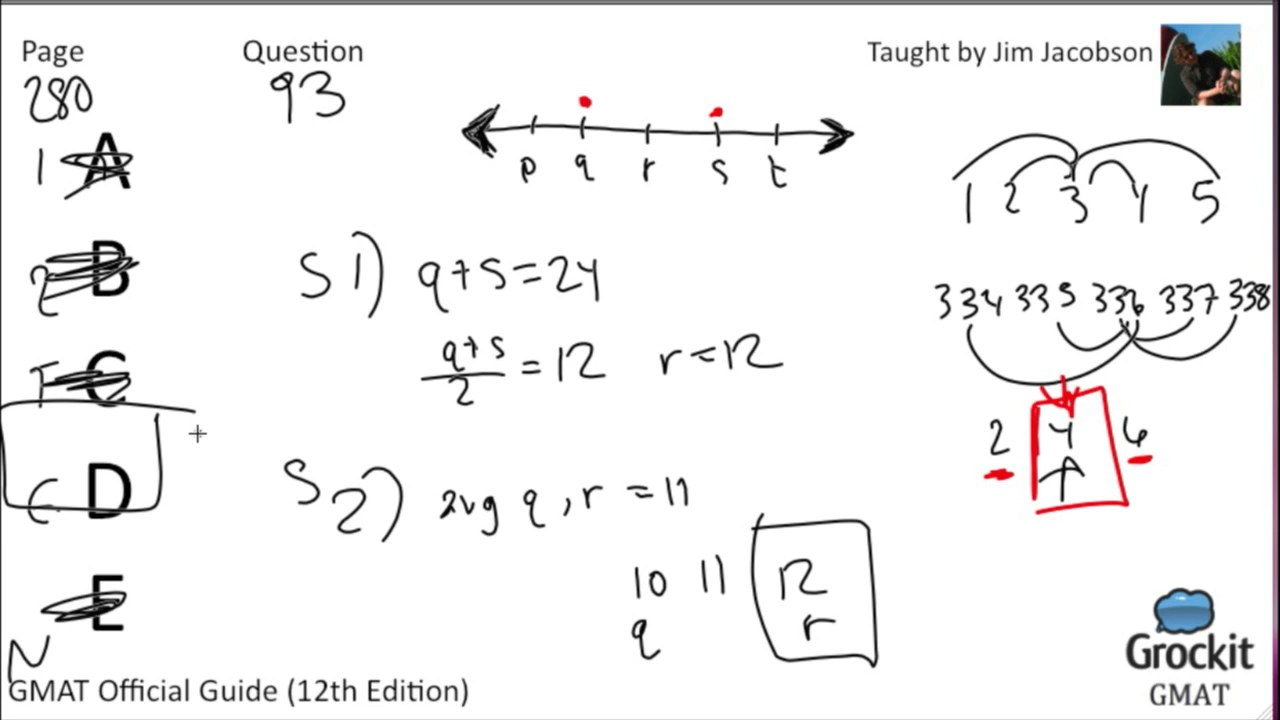 Page Question Taught by Jim Jacobson
280 93
1 A
p q r s t
1 2 3 4 5
2 B
S1) q+s=24
334 335 336 337 338
q+s
2
= 12 r=12
T C
2 4 6
A
C D
S2) avg q, r = 11
10 11 12
q r
E
N
Grockit
GMAT
GMAT Official Guide (12th Edition)